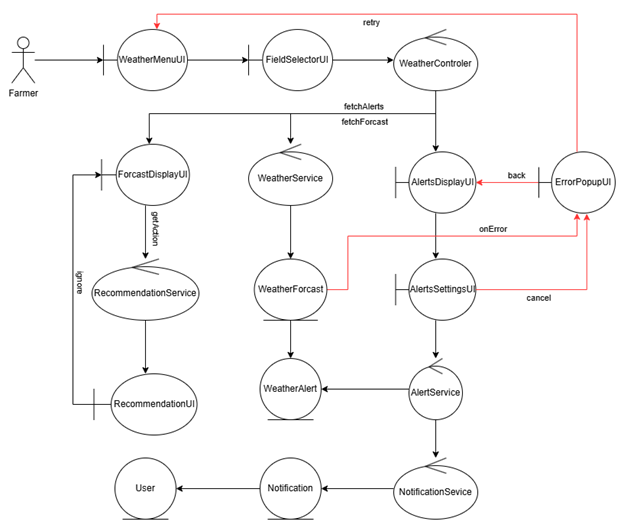 retry
WeatherMenuUI
FieldSelectorUI
WeatherControler
Farmer
fetchAlerts
fetchForcast
ForcastDisplayUI
WeatherService
AlertsDisplayUI
back
ErrorPopupUI
getAction
onError
ignore
RecommendationService
WeatherForcast
AlertsSettingsUI
cancel
RecommendationUI
WeatherAlert
AlertService
User
Notification
NotificationSevice